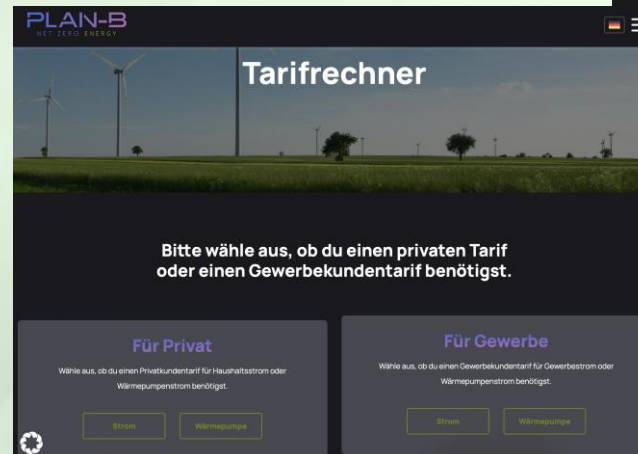 PLAN-B
NET ZERO ENERGY
Tarifrechner
Bitte wähle aus, ob du einen privaten Tarif
oder einen Gewerbekundentarif benötigst.
Für Privat
Wähle aus, ob du einen Privatkundentarif für Haushaltsstrom oder
Wärmepumpenstrom benötigst.
Strom
Wärmepumpe
Für Gewerbe
Wähle aus, ob du einen Gewerbekundentarif für Gewerbestrom oder
Wärmepumpenstrom benötigst.
Strom
Wärmepumpe